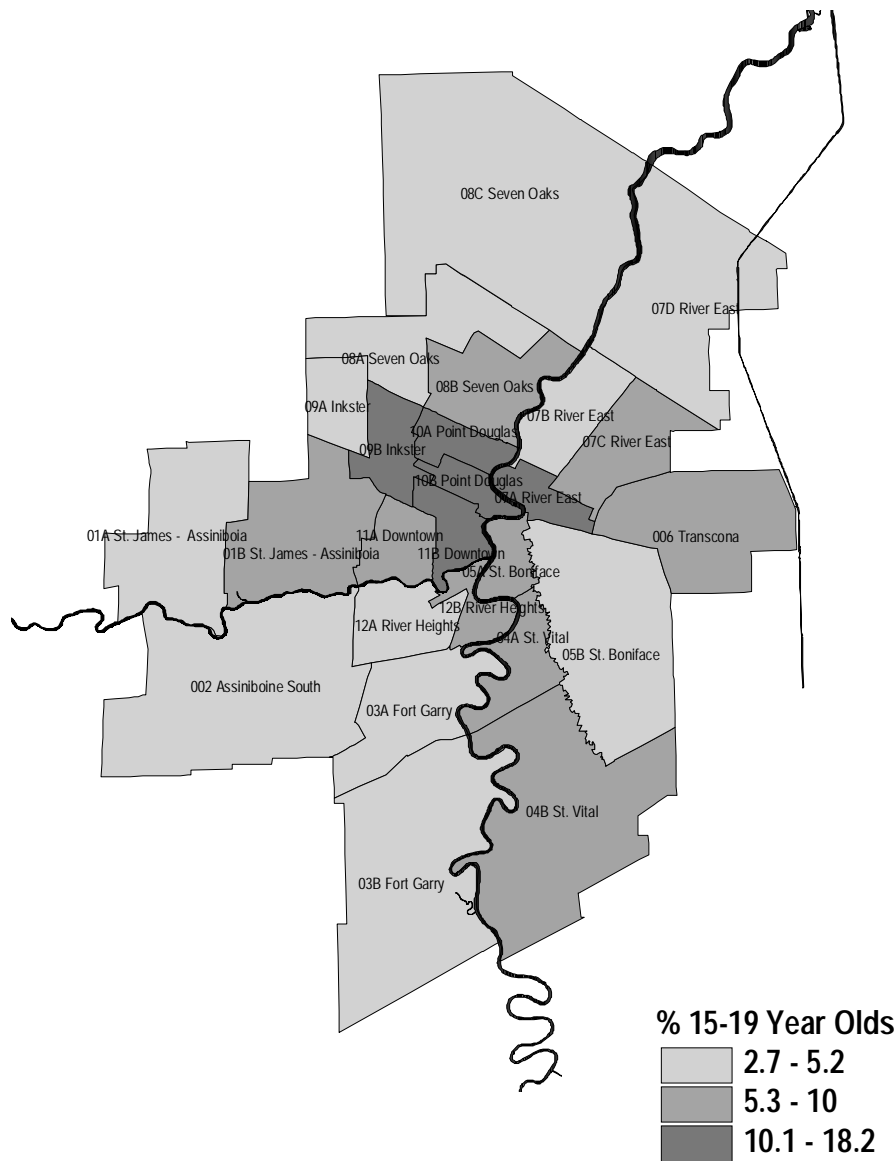 08C Seven Oaks
07D River East
08A Seven Oaks
08B Seven Oaks
09A Inkster
07B River East
10A Point Douglas
07C River East
09B Inkster
10B Point Douglas
07A River East
01A St. James - Assiniboia
11A Downtown
006 Transcona
01B St. James - Assiniboia
11B Downtown
05A St. Boniface
12B River Heights
12A River Heights
04A St. Vital
05B St. Boniface
002 Assiniboine South
03A Fort Garry
04B St. Vital
03B Fort Garry
% 15-19 Year Olds
2.7 - 5.2
5.3 - 10
10.1 - 18.2